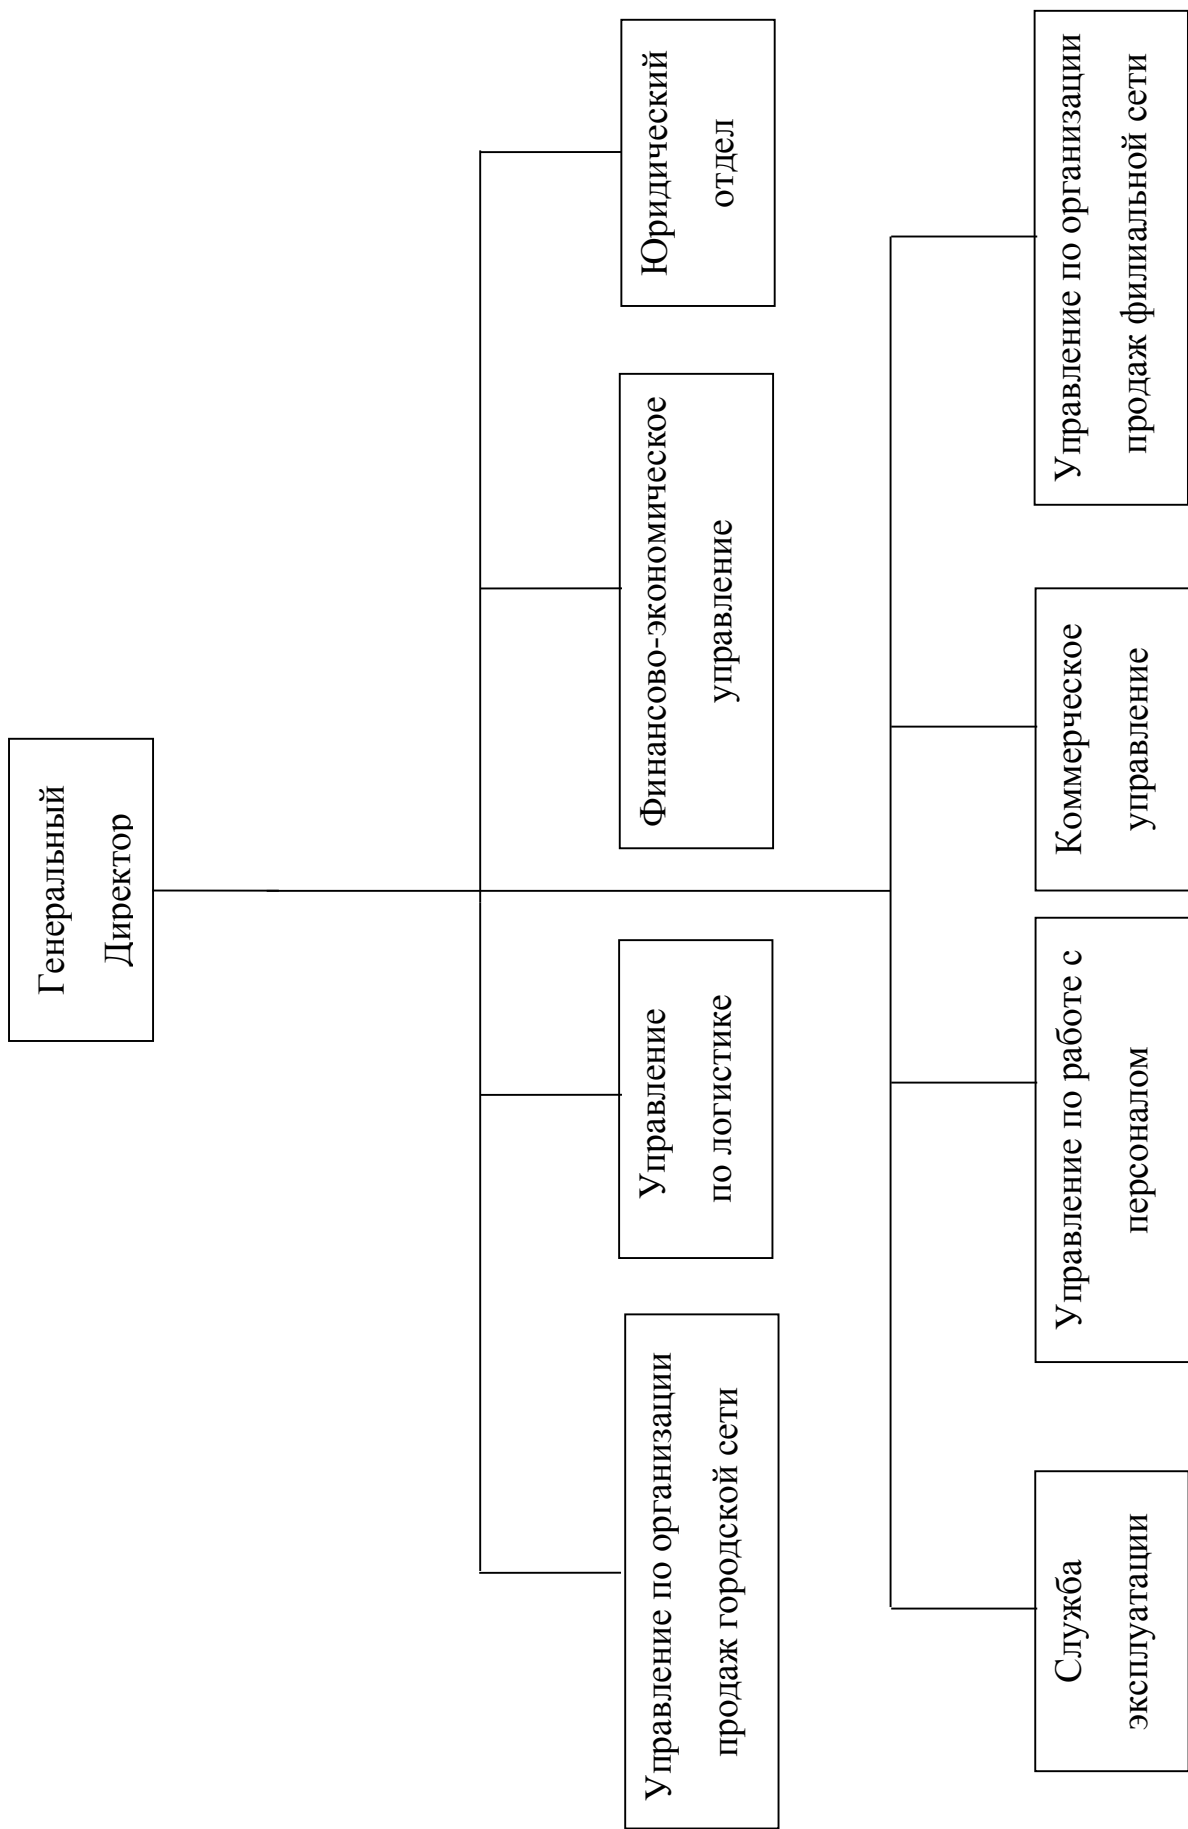 Генеральный
Директор
Управление по организации
продаж городской сети
Управление
по логистике
Финансово-экономическое
управление
Юридический
отдел
Служба
эксплуатации
Управление по работе с
персоналом
Коммерческое
управление
Управление по организации
продаж филиальной сети